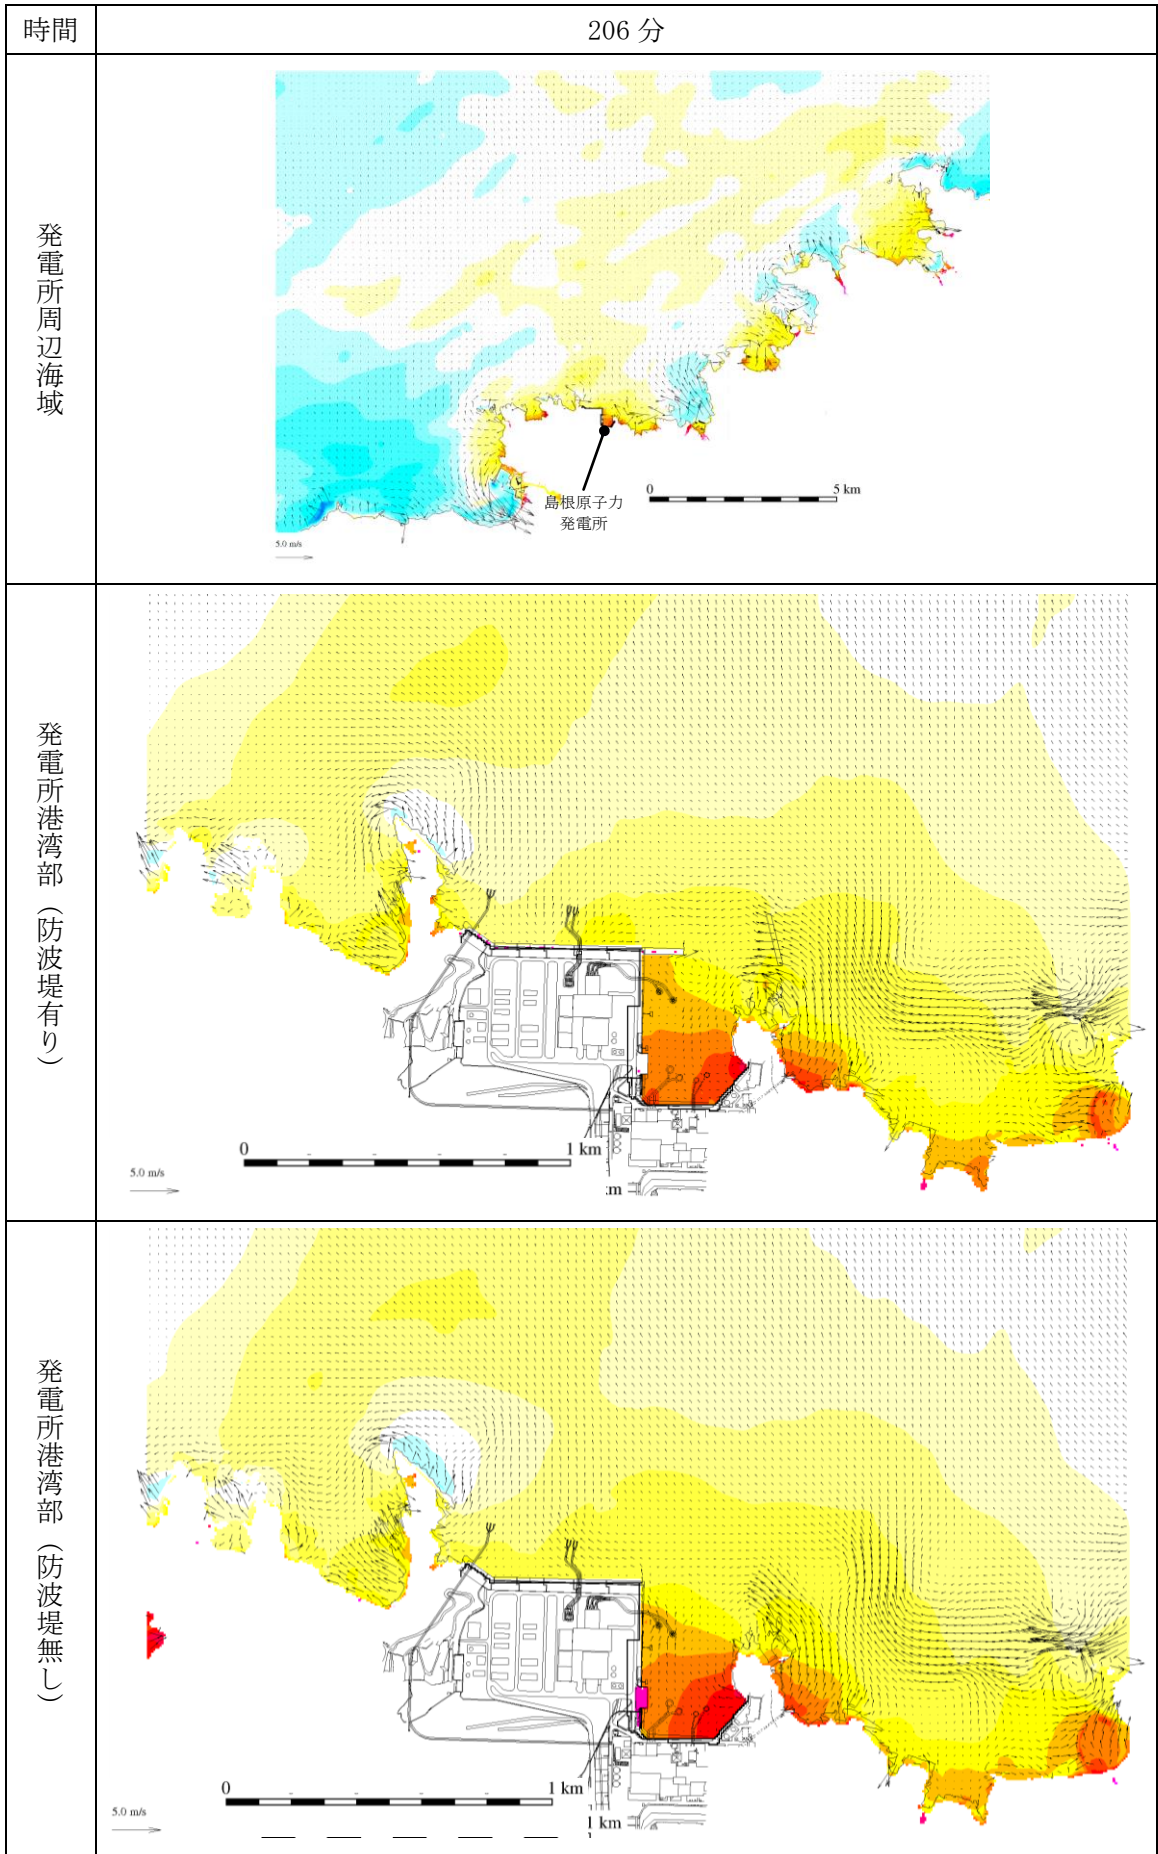 時間
206 分
発電所周辺海域
島根原子力
発電所
0
5 km
5.0 m/s
発電所港湾部（防波堤有り）
0
1 km
5.0 m/s
:m
発電所港湾部（防波堤無し）
0
1 km
5.0 m/s
1 km